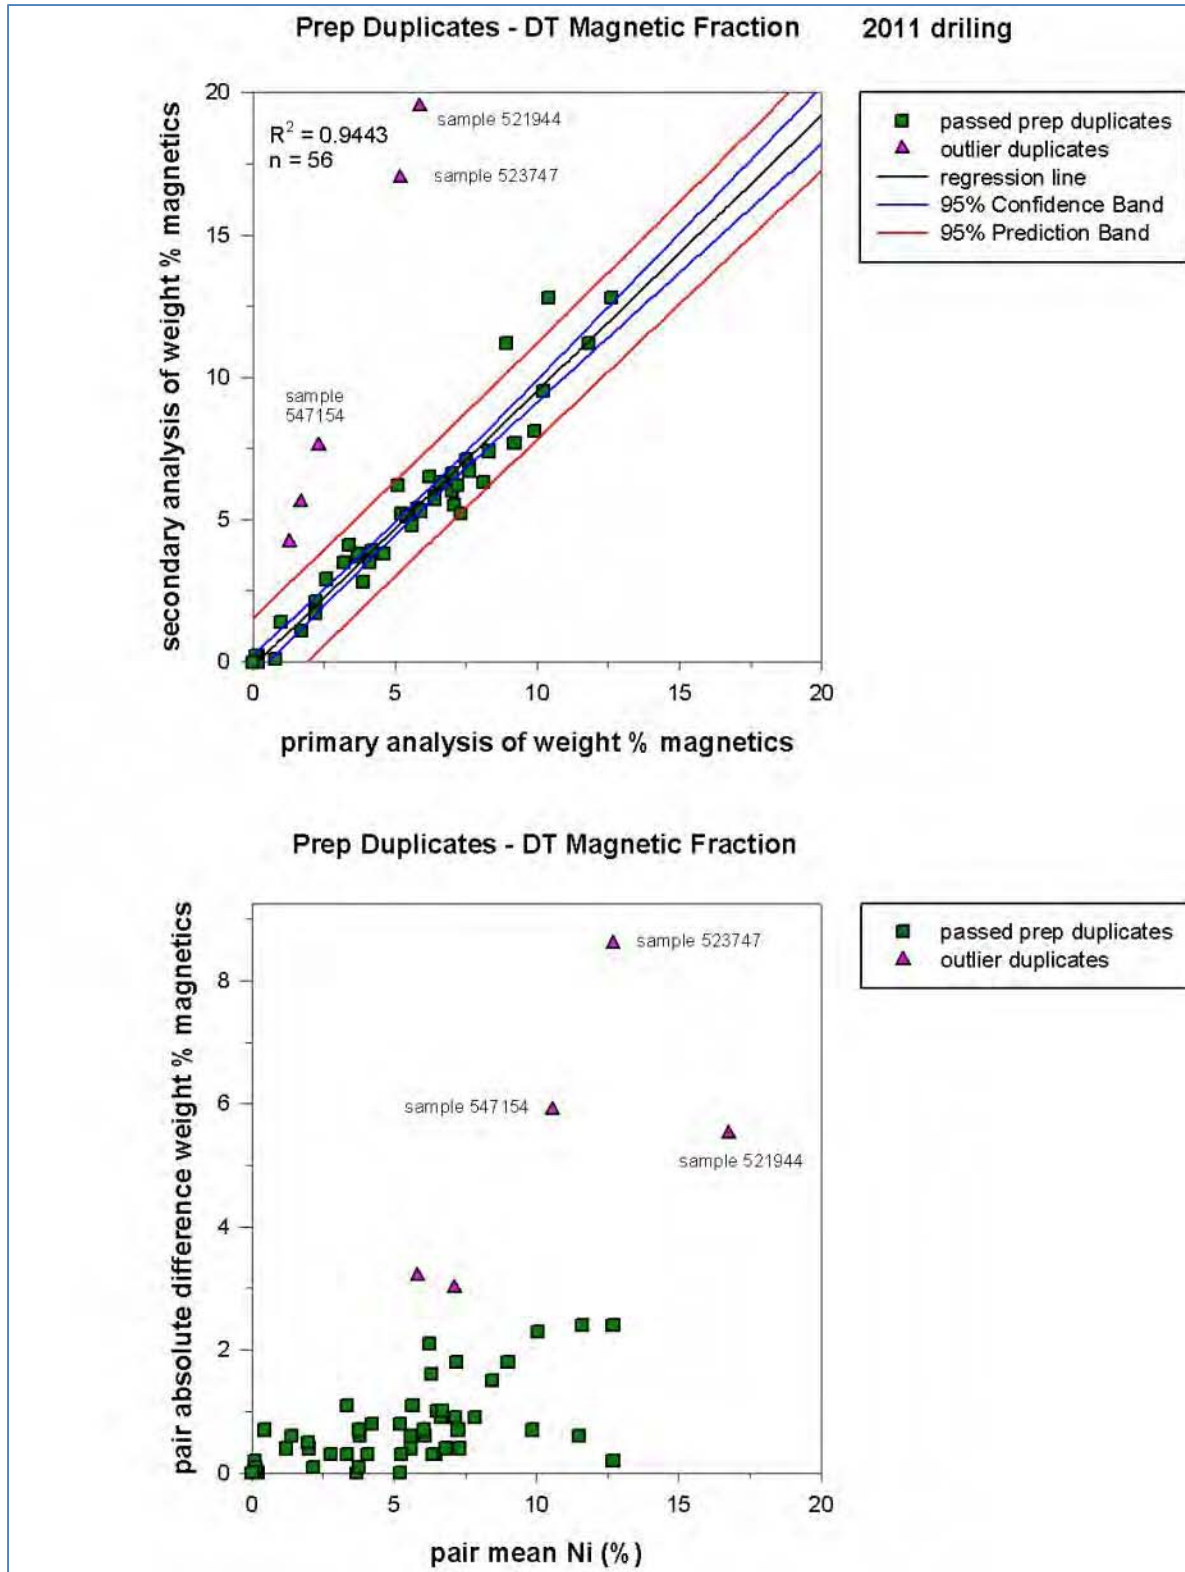 Prep Duplicates - DT Magnetic Fraction 2011 driling
20
15
10
5
0
secondary analysis of weight % magnetics
R² = 0.9443
n = 56
sample 521944
sample 523747
sample
547154
0 5 10 15 20
primary analysis of weight % magnetics
passed prep duplicates
outlier duplicates
regression line
95% Confidence Band
95% Prediction Band
Prep Duplicates - DT Magnetic Fraction
8
6
4
2
0
pair absolute difference weight % magnetics
sample 523747
sample 547154
sample 521944
0 5 10 15 20
pair mean Ni (%)
passed prep duplicates
outlier duplicates